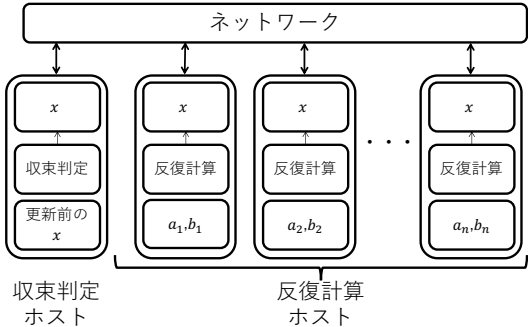 ネットワーク
x x x x
収束判定 反復計算 反復計算 ・・・ 反復計算
更新前の
x a₁,b₁ a₂,b₂ aₙ,bₙ
収束判定 反復計算
ホスト ホスト